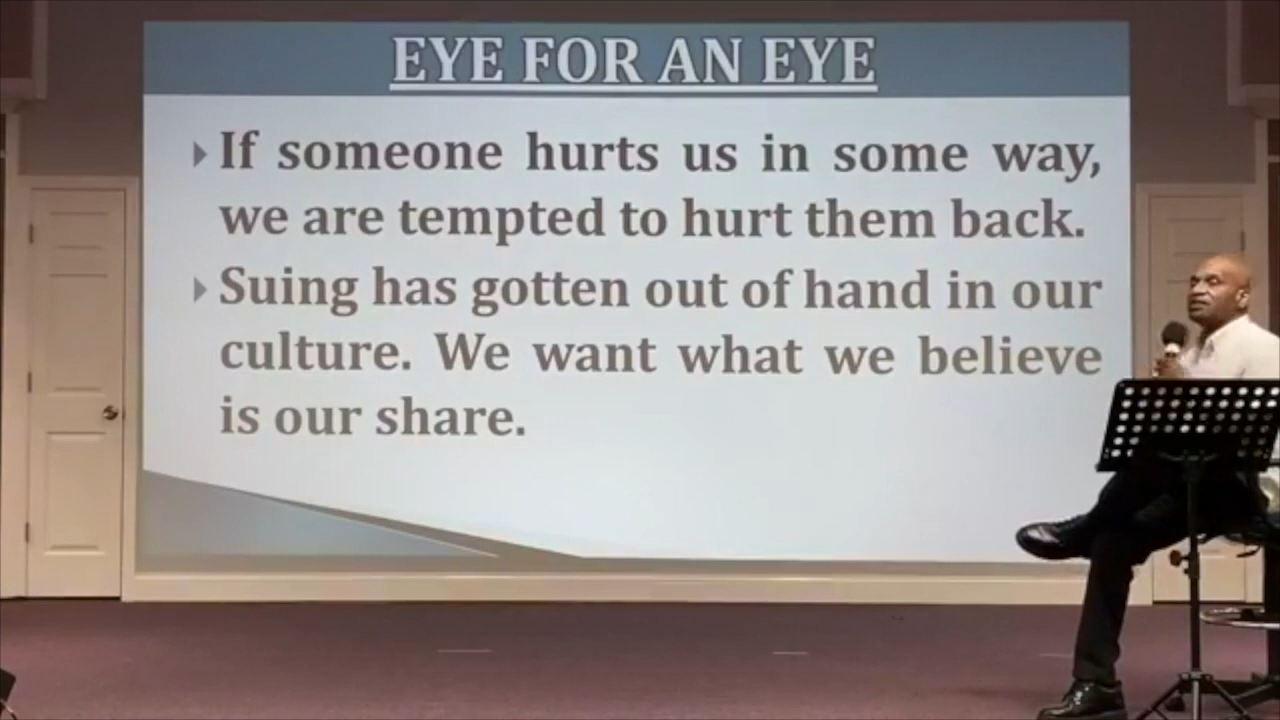 EYE FOR AN EYE
If someone hurts us in some way,
we are tempted to hurt them back.
Suing has gotten out of hand in our
culture. We want what we believe
is our share.